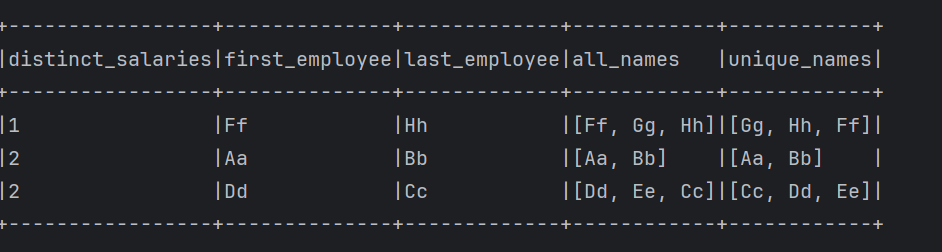 +----------------+--------------+-------------+------------+------------+
|distinct_salaries|first_employee|last_employee|all_names   |unique_names|
+----------------+--------------+-------------+------------+------------+
|1                |Ff            |Hh           |[Ff, Gg, Hh]|[Gg, Hh, Ff]|
|2                |Aa            |Bb           |[Aa, Bb]    |[Aa, Bb]    |
|2                |Dd            |Cc           |[Dd, Ee, Cc]|[Cc, Dd, Ee]|
+----------------+--------------+-------------+------------+------------+